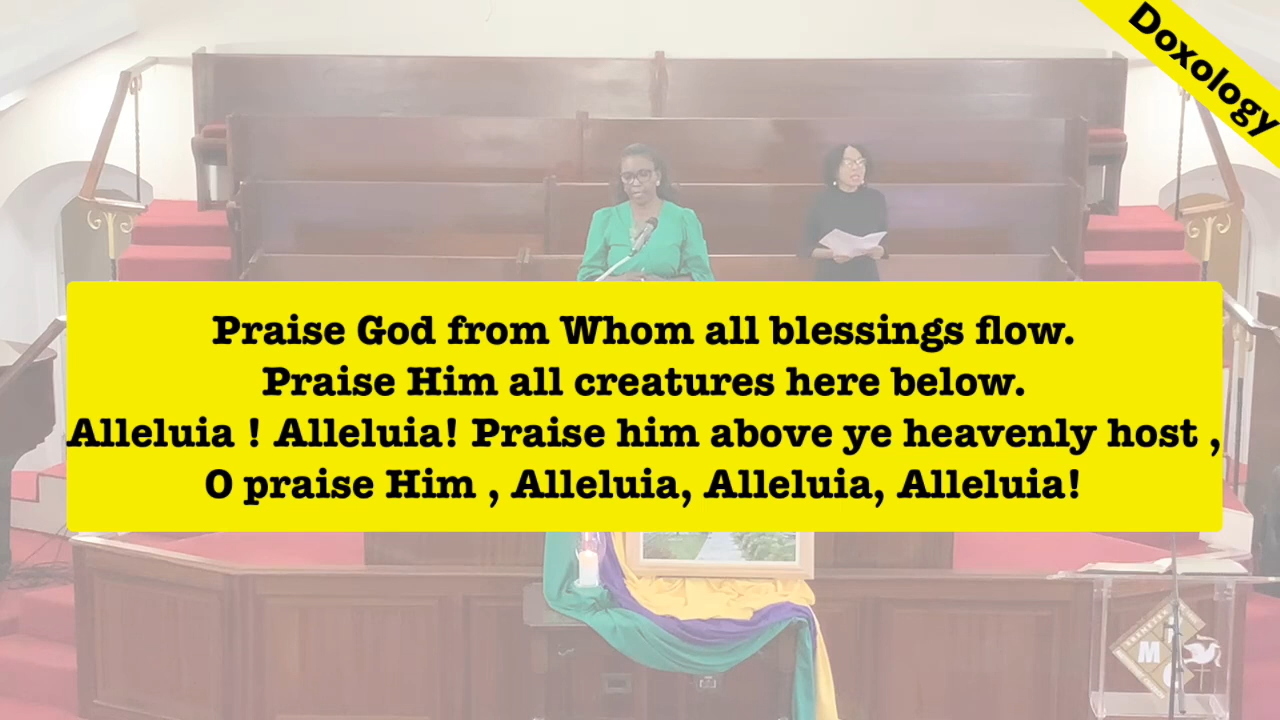 Doxology
Praise God from Whom all blessings flow.
Praise Him all creatures here below.
Alleluia ! Alleluia! Praise him above ye heavenly host ,
O praise Him , Alleluia, Alleluia, Alleluia!
M